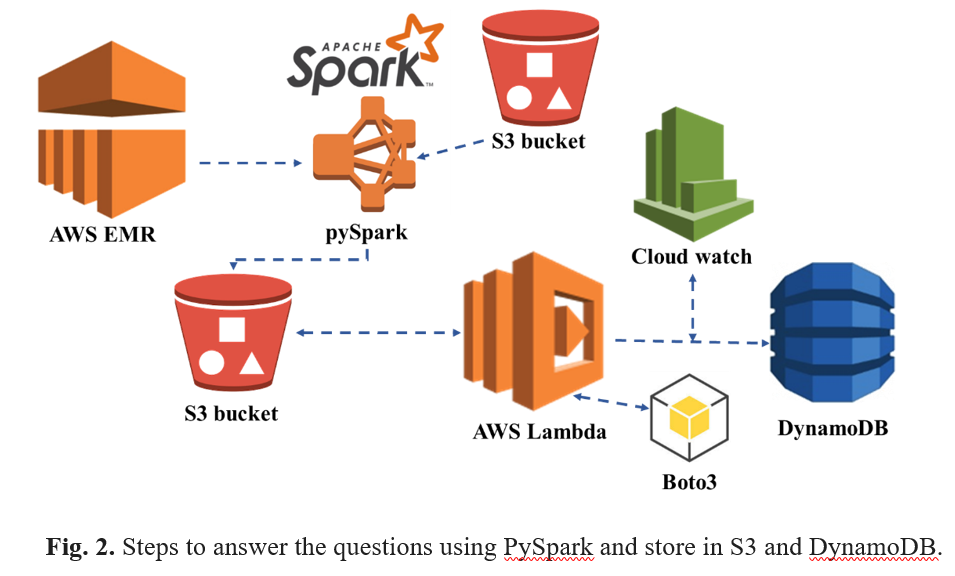 APACHE
Spark™
S3 bucket
AWS EMR
pySpark
Cloud watch
S3 bucket
AWS Lambda
DynamoDB
Boto3
Fig. 2. Steps to answer the questions using PySpark and store in S3 and DynamoDB.